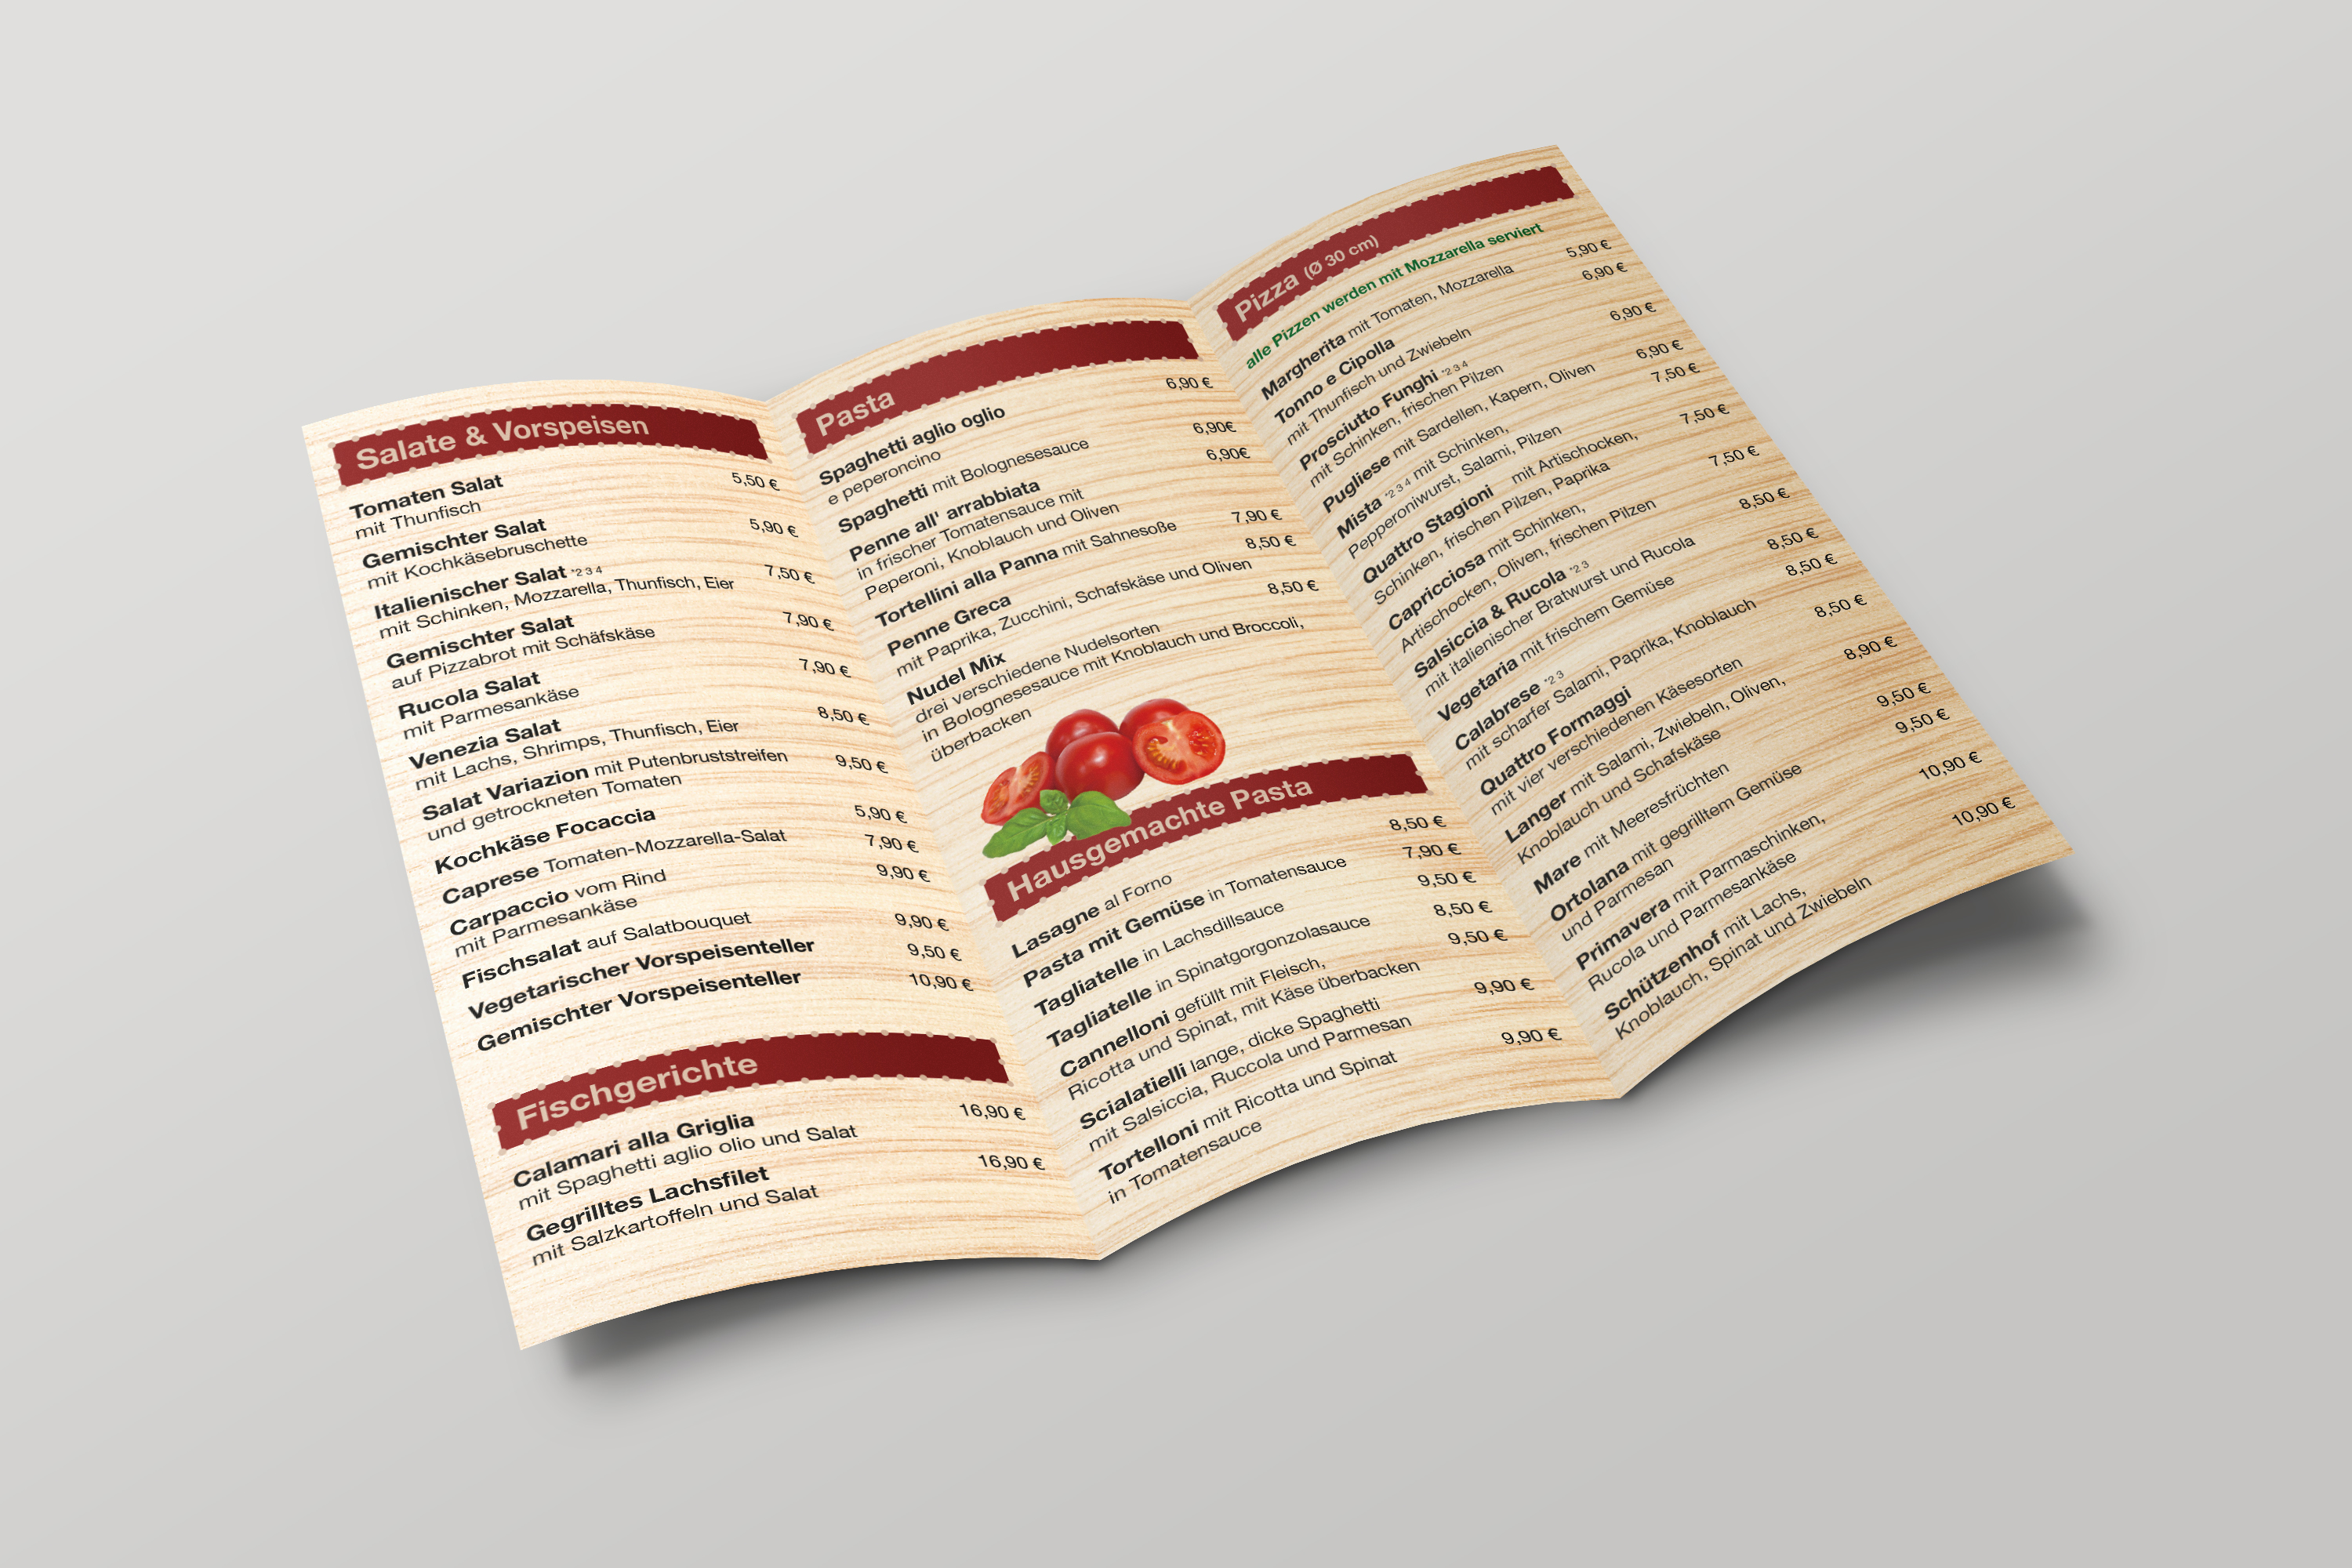 Salate & Vorspeisen
Tomaten Salat 5,50 €
mit Thunfisch
Gemischter Salat 5,90 €
mit Kochkäsebruschette
Italienischer Salat *2 3 4 7,50 €
mit Schinken, Mozzarella, Thunfisch, Eier
Gemischter Salat 7,90 €
auf Pizzabrot mit Schäfskäse
Rucola Salat 7,90 €
mit Parmesankäse
Venezia Salat 8,50 €
mit Lachs, Shrimps, Thunfisch, Eier
Salat Variazion mit Putenbruststreifen 9,50 €
und getrockneten Tomaten
Kochkäse Focaccia 5,90 €
Caprese Tomaten-Mozzarella-Salat 7,90 €
Carpaccio vom Rind 9,90 €
mit Parmesankäse
Fischsalat auf Salatbouquet 9,90 €
Vegetarischer Vorspeisenteller 9,50 €
Gemischter Vorspeisenteller 10,90 €
Fischgerichte
Calamari alla Griglia 16,90 €
mit Spaghetti aglio olio und Salat
Gegrilltes Lachsfilet 16,90 €
mit Salzkartoffeln und Salat
Pasta
Spaghetti aglio oglio 6,90 €
e peperoncino
Spaghetti mit Bolognesesauce 6,90€
Penne all' arrabbiata 6,90€
in frischer Tomatensauce mit
Peperoni, Knoblauch und Oliven
Tortellini alla Panna mit Sahnesoße 7,90 €
Penne Greca 8,50 €
mit Paprika, Zucchini, Schafskäse und Oliven
Nudel Mix 8,50 €
drei verschiedene Nudelsorten
in Bolognesesauce mit Knoblauch und Broccoli,
überbacken
Hausgemachte Pasta
Lasagne al Forno 8,50 €
Pasta mit Gemüse in Tomatensauce 7,90 €
Tagliatelle in Lachsdillsauce 9,50 €
Tagliatelle in Spinatgorgonzolasauce 8,50 €
Cannelloni gefüllt mit Fleisch, 9,50 €
Ricotta und Spinat, mit Käse überbacken
Scialatielli lange, dicke Spaghetti 9,90 €
mit Salsiccia, Ruccola und Parmesan
Tortelloni mit Ricotta und Spinat 9,90 €
in Tomatensauce
Pizza (Ø 30 cm)
alle Pizzen werden mit Mozzarella serviert
Margherita mit Tomaten, Mozzarella 5,90 €
Tonno e Cipolla 6,90 €
mit Thunfisch und Zwiebeln
Prosciutto Funghi *2 3 4 6,90 €
mit Schinken, frischen Pilzen
Pugliese mit Sardellen, Kapern, Oliven 6,90 €
Mista *2 3 4 mit Schinken, 7,50 €
Pepperoniwurst, Salami, Pilzen
Quattro Stagioni mit Artischocken, 7,50 €
Schinken, frischen Pilzen, Paprika
Capricciosa mit Schinken, 7,50 €
Artischocken, Oliven, frischen Pilzen
Salsiccia & Rucola *2 3 8,50 €
mit italienischer Bratwurst und Rucola
Vegetaria mit frischem Gemüse 8,50 €
Calabrese *2 3 8,50 €
mit scharfer Salami, Paprika, Knoblauch
Quattro Formaggi 8,50 €
mit vier verschiedenen Käsesorten
Langer mit Salami, Zwiebeln, Oliven, 8,90 €
Knoblauch und Schafskäse
Mare mit Meeresfrüchten 9,50 €
Ortolana mit gegrilltem Gemüse 9,50 €
und Parmesan
Primavera mit Parmaschinken, 10,90 €
Rucola und Parmesankäse
Schützenhof mit Lachs, 10,90 €
Knoblauch, Spinat und Zwiebeln